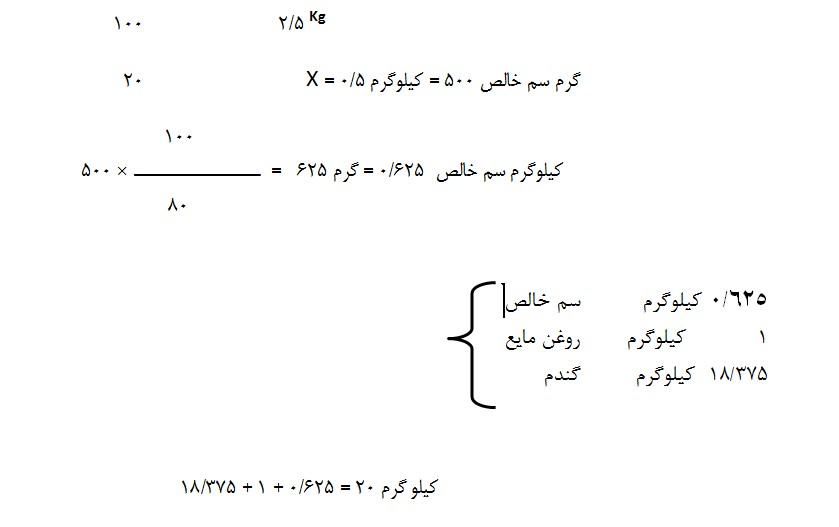 ۱۰۰ ۲/۵ Kg
۲۰ X = ۰/۵ کیلوگرم = ۵۰۰ گرم سم خالص
۱۰۰
۵۰۰ × = ۶۲۵ گرم = ۰/۶۲۵ کیلوگرم سم خالص
۸۰
۰/٦٢٥ کیلوگرم سم خالص
۱ کیلوگرم روغن مایع
۱۸/۳۷۵ کیلوگرم گندم
۱۸/۳۷۵ + ۱ + ۰/۶۲۵ = ۲۰ کیلو گرم